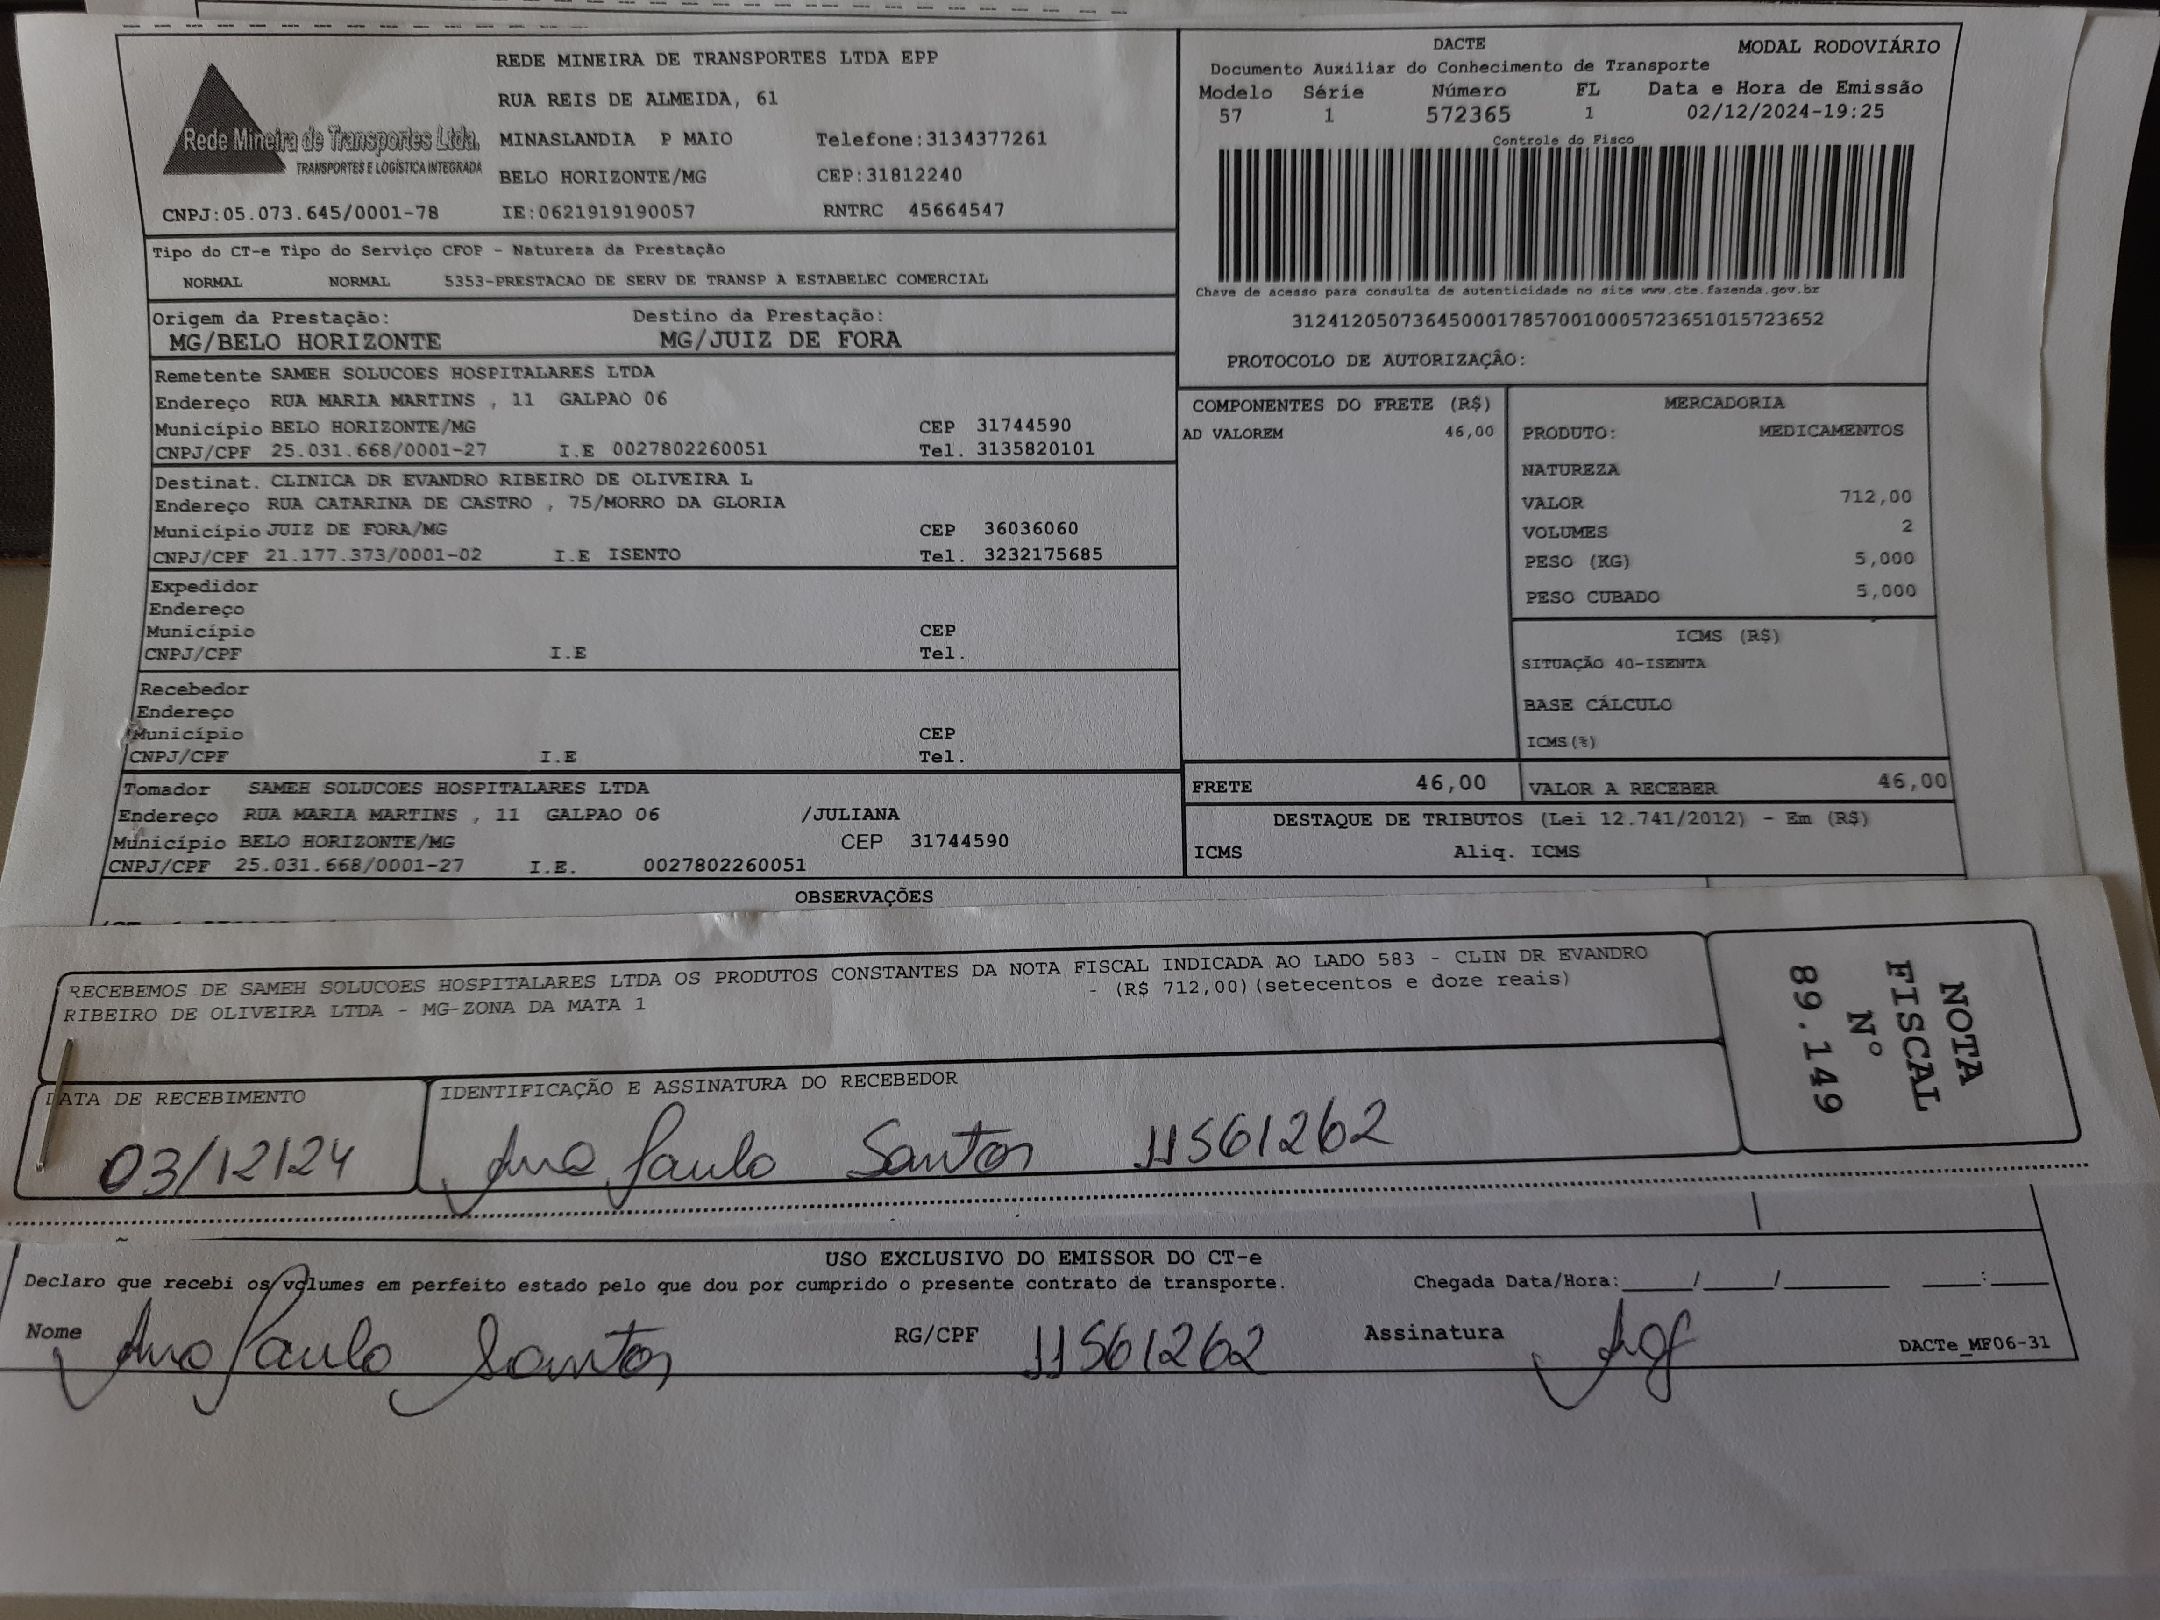 REDE MINEIRA DE TRANSPORTES LTDA EPP
RUA REIS DE ALMEIDA, 61
Rede Mineira de Transportes Ltda.
TRANSPORTES E LOGÍSTICA INTEGRADA
MINASLANDIA P MAIO Telefone:3134377261
BELO HORIZONTE/MG CEP:31812240
CNPJ:05.073.645/0001-78 IE:0621919190057 RNTRC 45664547
DACTE MODAL RODOVIÁRIO
Documento Auxiliar do Conhecimento de Transporte
Modelo Série Número FL Data e Hora de Emissão
57 1 572365 1 02/12/2024-19:25
Controle do Fisco
Chave de acesso para consulta de autenticidade no site www.cte.fazenda.gov.br
31241205073645000178570010005723651015723652
PROTOCOLO DE AUTORIZAÇÃO:
Tipo do CT-e Tipo do Serviço CFOP - Natureza da Prestação
NORMAL NORMAL 5353-PRESTACAO DE SERV DE TRANSP A ESTABELEC COMERCIAL
Origem da Prestação: Destino da Prestação:
MG/BELO HORIZONTE MG/JUIZ DE FORA
Remetente SAMEH SOLUCOES HOSPITALARES LTDA
Endereço RUA MARIA MARTINS , 11 GALPAO 06
Município BELO HORIZONTE/MG CEP 31744590
CNPJ/CPF 25.031.668/0001-27 I.E 0027802260051 Tel. 3135820101
Destinat. CLINICA DR EVANDRO RIBEIRO DE OLIVEIRA L
Endereço RUA CATARINA DE CASTRO , 75/MORRO DA GLORIA
Município JUIZ DE FORA/MG CEP 36036060
CNPJ/CPF 21.177.373/0001-02 I.E ISENTO Tel. 3232175685
Expedidor
Endereço
Município CEP
CNPJ/CPF I.E Tel.
Recebedor
Endereço
Município CEP
CNPJ/CPF I.E Tel.
Tomador SAMEH SOLUCOES HOSPITALARES LTDA
Endereço RUA MARIA MARTINS , 11 GALPAO 06 /JULIANA
Município BELO HORIZONTE/MG CEP 31744590
CNPJ/CPF 25.031.668/0001-27 I.E. 0027802260051
COMPONENTES DO FRETE (R$)
AD VALOREM 46,00
MERCADORIA
PRODUTO: MEDICAMENTOS
NATUREZA
VALOR 712,00
VOLUMES 2
PESO (KG) 5,000
PESO CUBADO 5,000
ICMS (R$)
SITUAÇÃO 40-ISENTA
BASE CÁLCULO
ICMS(%)
FRETE 46,00 VALOR A RECEBER 46,00
DESTAQUE DE TRIBUTOS (Lei 12.741/2012) - Em (R$)
ICMS Aliq. ICMS
OBSERVAÇÕES
RECEBEMOS DE SAMEH SOLUCOES HOSPITALARES LTDA OS PRODUTOS CONSTANTES DA NOTA FISCAL INDICADA AO LADO 583 - CLIN DR EVANDRO
RIBEIRO DE OLIVEIRA LTDA - MG-ZONA DA MATA 1 - (R$ 712,00)(setecentos e doze reais)
NOTA
FISCAL
Nº
89.149
DATA DE RECEBIMENTO IDENTIFICAÇÃO E ASSINATURA DO RECEBEDOR
03/12/24 Ana Paula Santos 11561262
USO EXCLUSIVO DO EMISSOR DO CT-e
Declaro que recebi os volumes em perfeito estado pelo que dou por cumprido o presente contrato de transporte. Chegada Data/Hora:____/____/______ ___:___
Nome Ana Paula Santos RG/CPF 11561262 Assinatura
DACTe_MF06-31